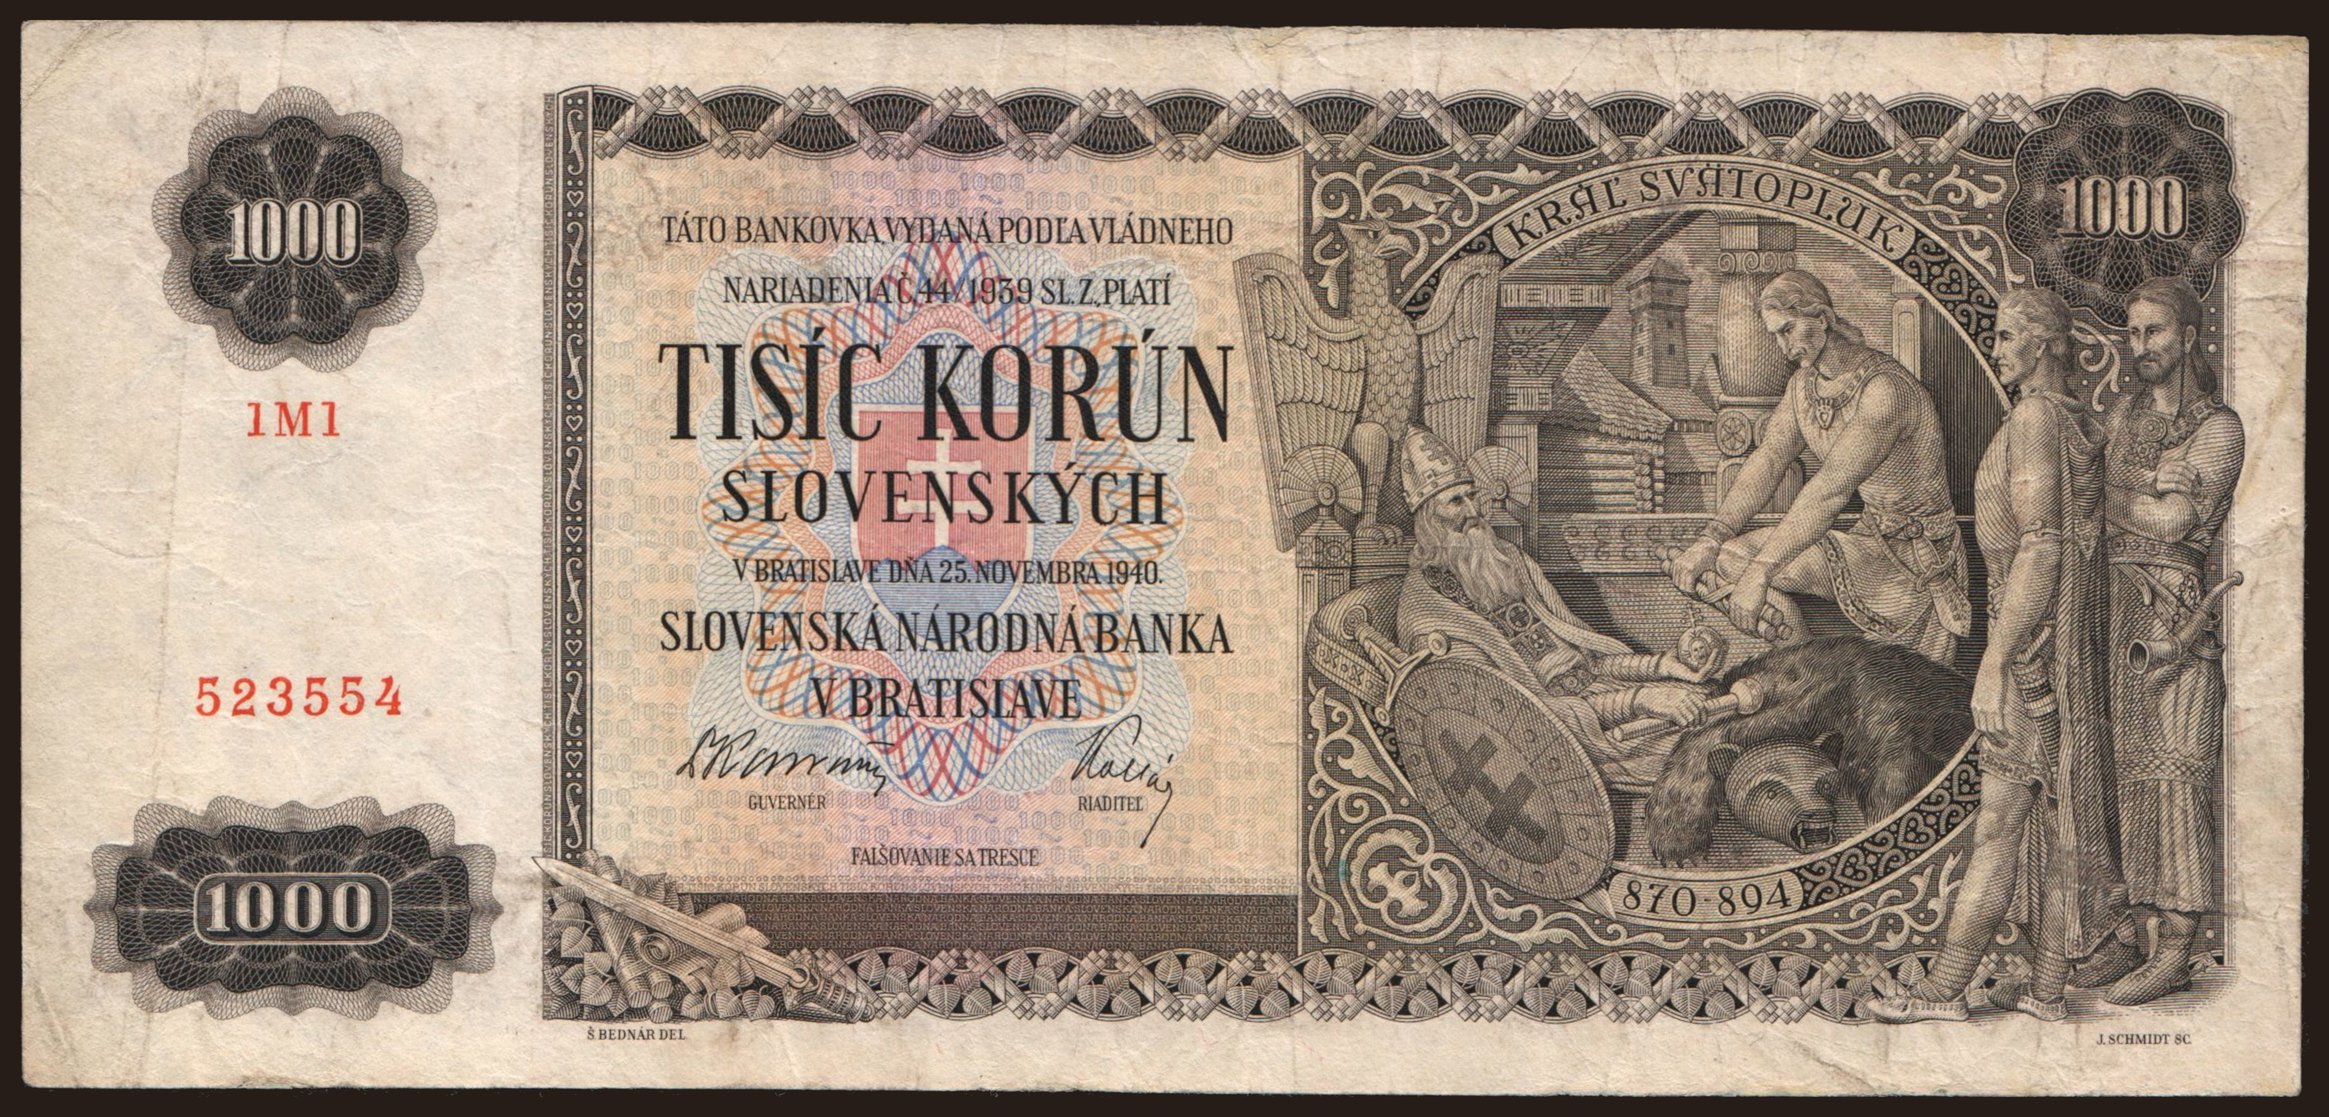 1000
1M1
523554
1000
TÁTO BANKOVKA, VYDANÁ PODĽA VLÁDNEHO
NARIADENIA Č. 44/1939 SL. Z., PLATÍ
TISÍC KORÚN
SLOVENSKÝCH
V BRATISLAVE DŇA 25. NOVEMBRA 1940.
SLOVENSKÁ NÁRODNÁ BANKA
V BRATISLAVE
GUVERNÉR
RIADITEĽ
FALŠOVANIE SA TRESCE
KRÁĽ SVÄTOPLUK
1000
870-894
Š. BEDNÁR DEL.
J. SCHMIDT SC.